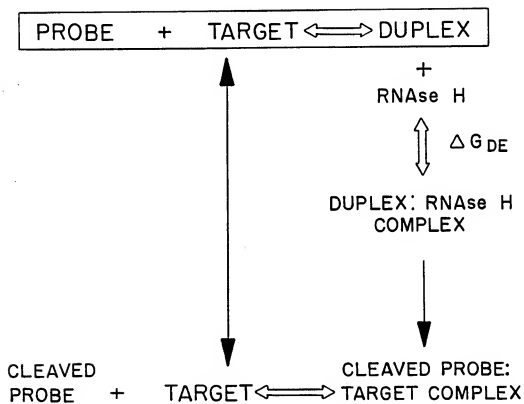 PROBE + TARGET DUPLEX
+
RNAse H
ΔG DE
DUPLEX: RNAse H
COMPLEX
CLEAVED PROBE + TARGET CLEAVED PROBE:
TARGET COMPLEX